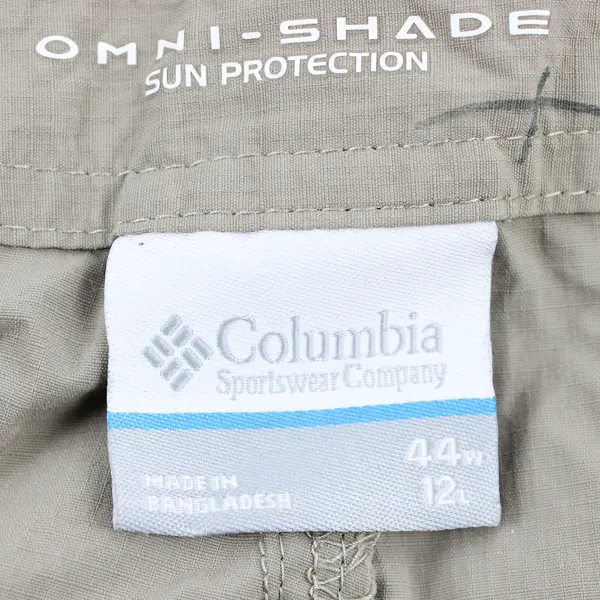 OMNI-SHADE
SUN PROTECTION
Columbia
Sportswear Company
44W
12L
MADE IN
BANGLADESH